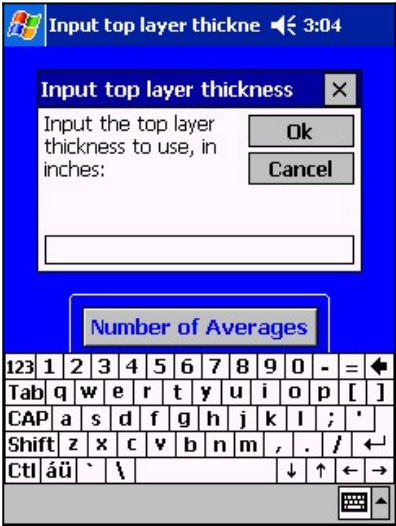 Input top layer thickne 3:04
Input top layer thickness
Input the top layer
thickness to use, in
inches:
Ok
Cancel
Number of Averages
123 1 2 3 4 5 6 7 8 9 0 - =
Tab q w e r t y u i o p [ ]
CAP a s d f g h j k l ; '
Shift z x c v b n m , . /
Ctl áü ` \